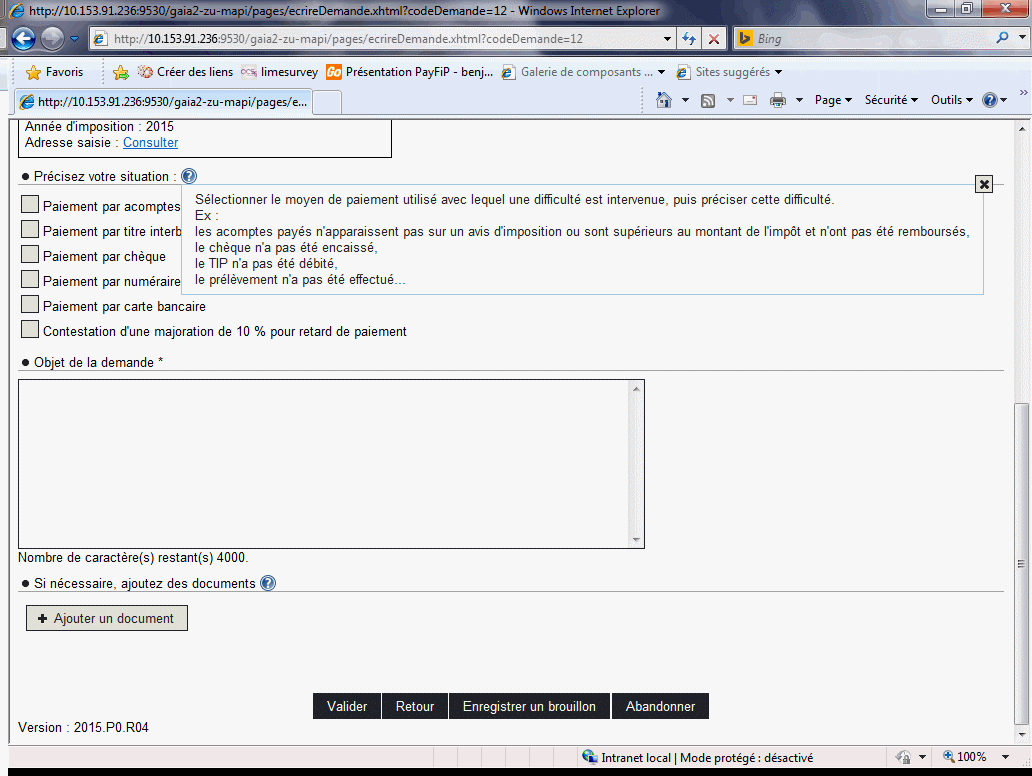 http://10.153.91.236:9530/gaia2-zu-mapi/pages/ecrireDemande.xhtml?codeDemande=12 - Windows Internet Explorer
http://10.153.91.236:9530/gaia2-zu-mapi/pages/ecrireDemande.xhtml?codeDemande=12
Bing
Favoris
Créer des liens
limesurvey
Présentation PayFiP - benj...
Galerie de composants ...
Sites suggérés
http://10.153.91.236:9530/gaia2-zu-mapi/pages/e...
Page
Sécurité
Outils
Année d'imposition : 2015
Adresse saisie : Consulter
Précisez votre situation :
Sélectionner le moyen de paiement utilisé avec lequel une difficulté est intervenue, puis préciser cette difficulté.
Ex :
les acomptes payés n'apparaissent pas sur un avis d'imposition ou sont supérieurs au montant de l'impôt et n'ont pas été remboursés,
le chèque n'a pas été encaissé,
le TIP n'a pas été débité,
le prélèvement n'a pas été effectué...
Paiement par acomptes
Paiement par titre interb
Paiement par chèque
Paiement par numéraire
Paiement par carte bancaire
Contestation d'une majoration de 10 % pour retard de paiement
Objet de la demande *
Nombre de caractère(s) restant(s) 4000.
Si nécessaire, ajoutez des documents
Ajouter un document
Valider
Retour
Enregistrer un brouillon
Abandonner
Version : 2015.P0.R04
Intranet local | Mode protégé : désactivé
100%